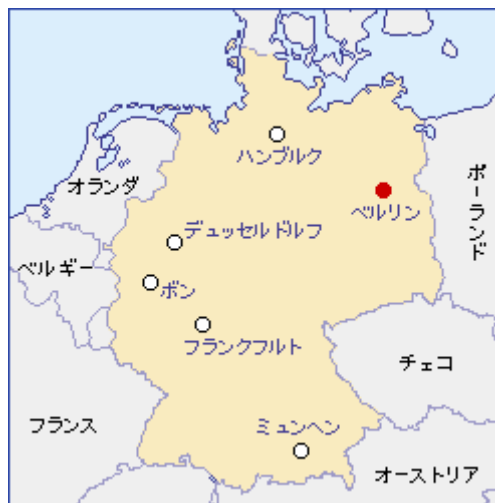 ハンブルク
オランダ
ポーランド
ベルリン
デュッセルドルフ
ベルギー
ボン
フランクフルト
チェコ
フランス
ミュンヘン
オーストリア